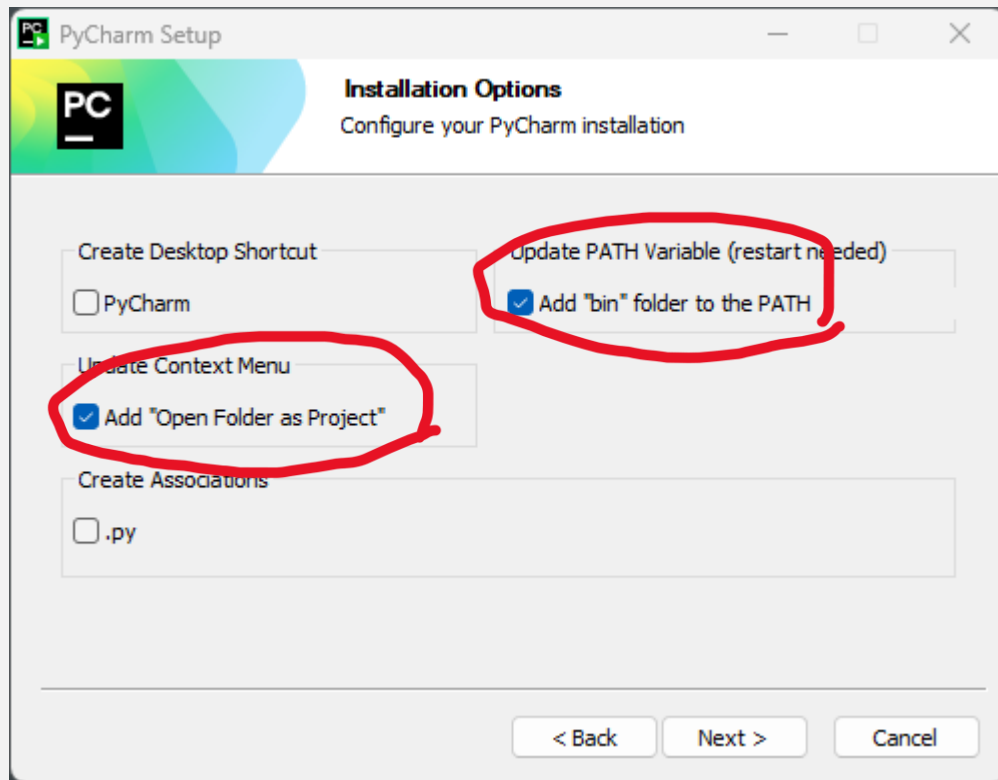 PyCharm Setup
PC
Installation Options
Configure your PyCharm installation
Create Desktop Shortcut
PyCharm
Update PATH Variable (restart needed)
Add "bin" folder to the PATH
Update Context Menu
Add "Open Folder as Project"
Create Associations
.py
< Back
Next >
Cancel